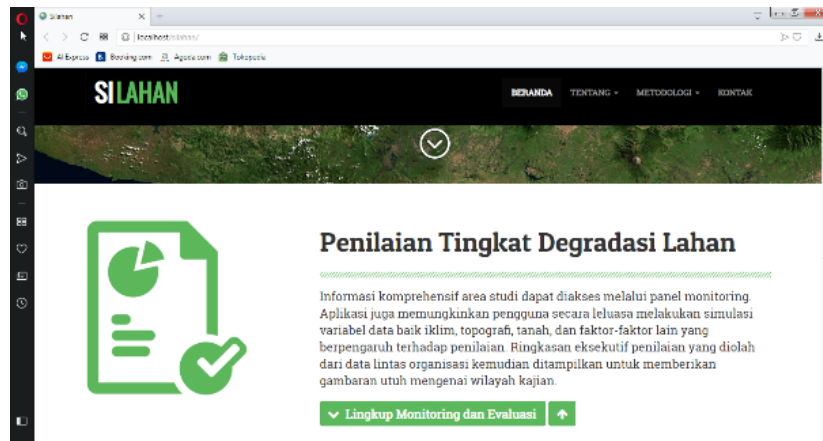 Silahan
localhost/silahan/
AliExpress Booking.com Agoda.com Tokopedia
SILAHAN
BERANDA TENTANG METODOLOGI KONTAK
Penilaian Tingkat Degradasi Lahan
Informasi komprehensif area studi dapat diakses melalui panel monitoring.
Aplikasi juga memungkinkan pengguna secara leluasa melakukan simulasi
variabel data baik iklim, topografi, tanah, dan faktor-faktor lain yang
berpengaruh terhadap penilaian. Ringkasan eksekutif penilaian yang diolah
dari data lintas organisasi kemudian ditampilkan untuk memberikan
gambaran utuh mengenai wilayah kajian.
Lingkup Monitoring dan Evaluasi